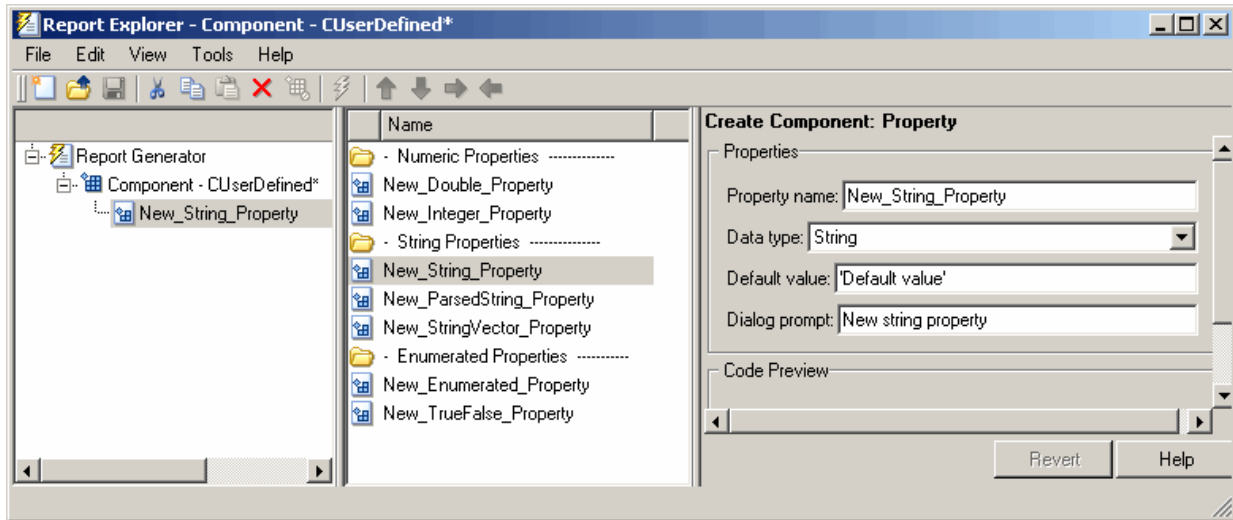 Report Explorer - Component - CUserDefined*
File Edit View Tools Help
Report Generator
Component - CUserDefined*
New_String_Property
Name
- Numeric Properties --------------
New_Double_Property
New_Integer_Property
- String Properties ---------------
New_String_Property
New_ParsedString_Property
New_StringVector_Property
- Enumerated Properties -----------
New_Enumerated_Property
New_TrueFalse_Property
Create Component: Property
Properties
Property name: New_String_Property
Data type: String
Default value: 'Default value'
Dialog prompt: New string property
Code Preview
Revert Help